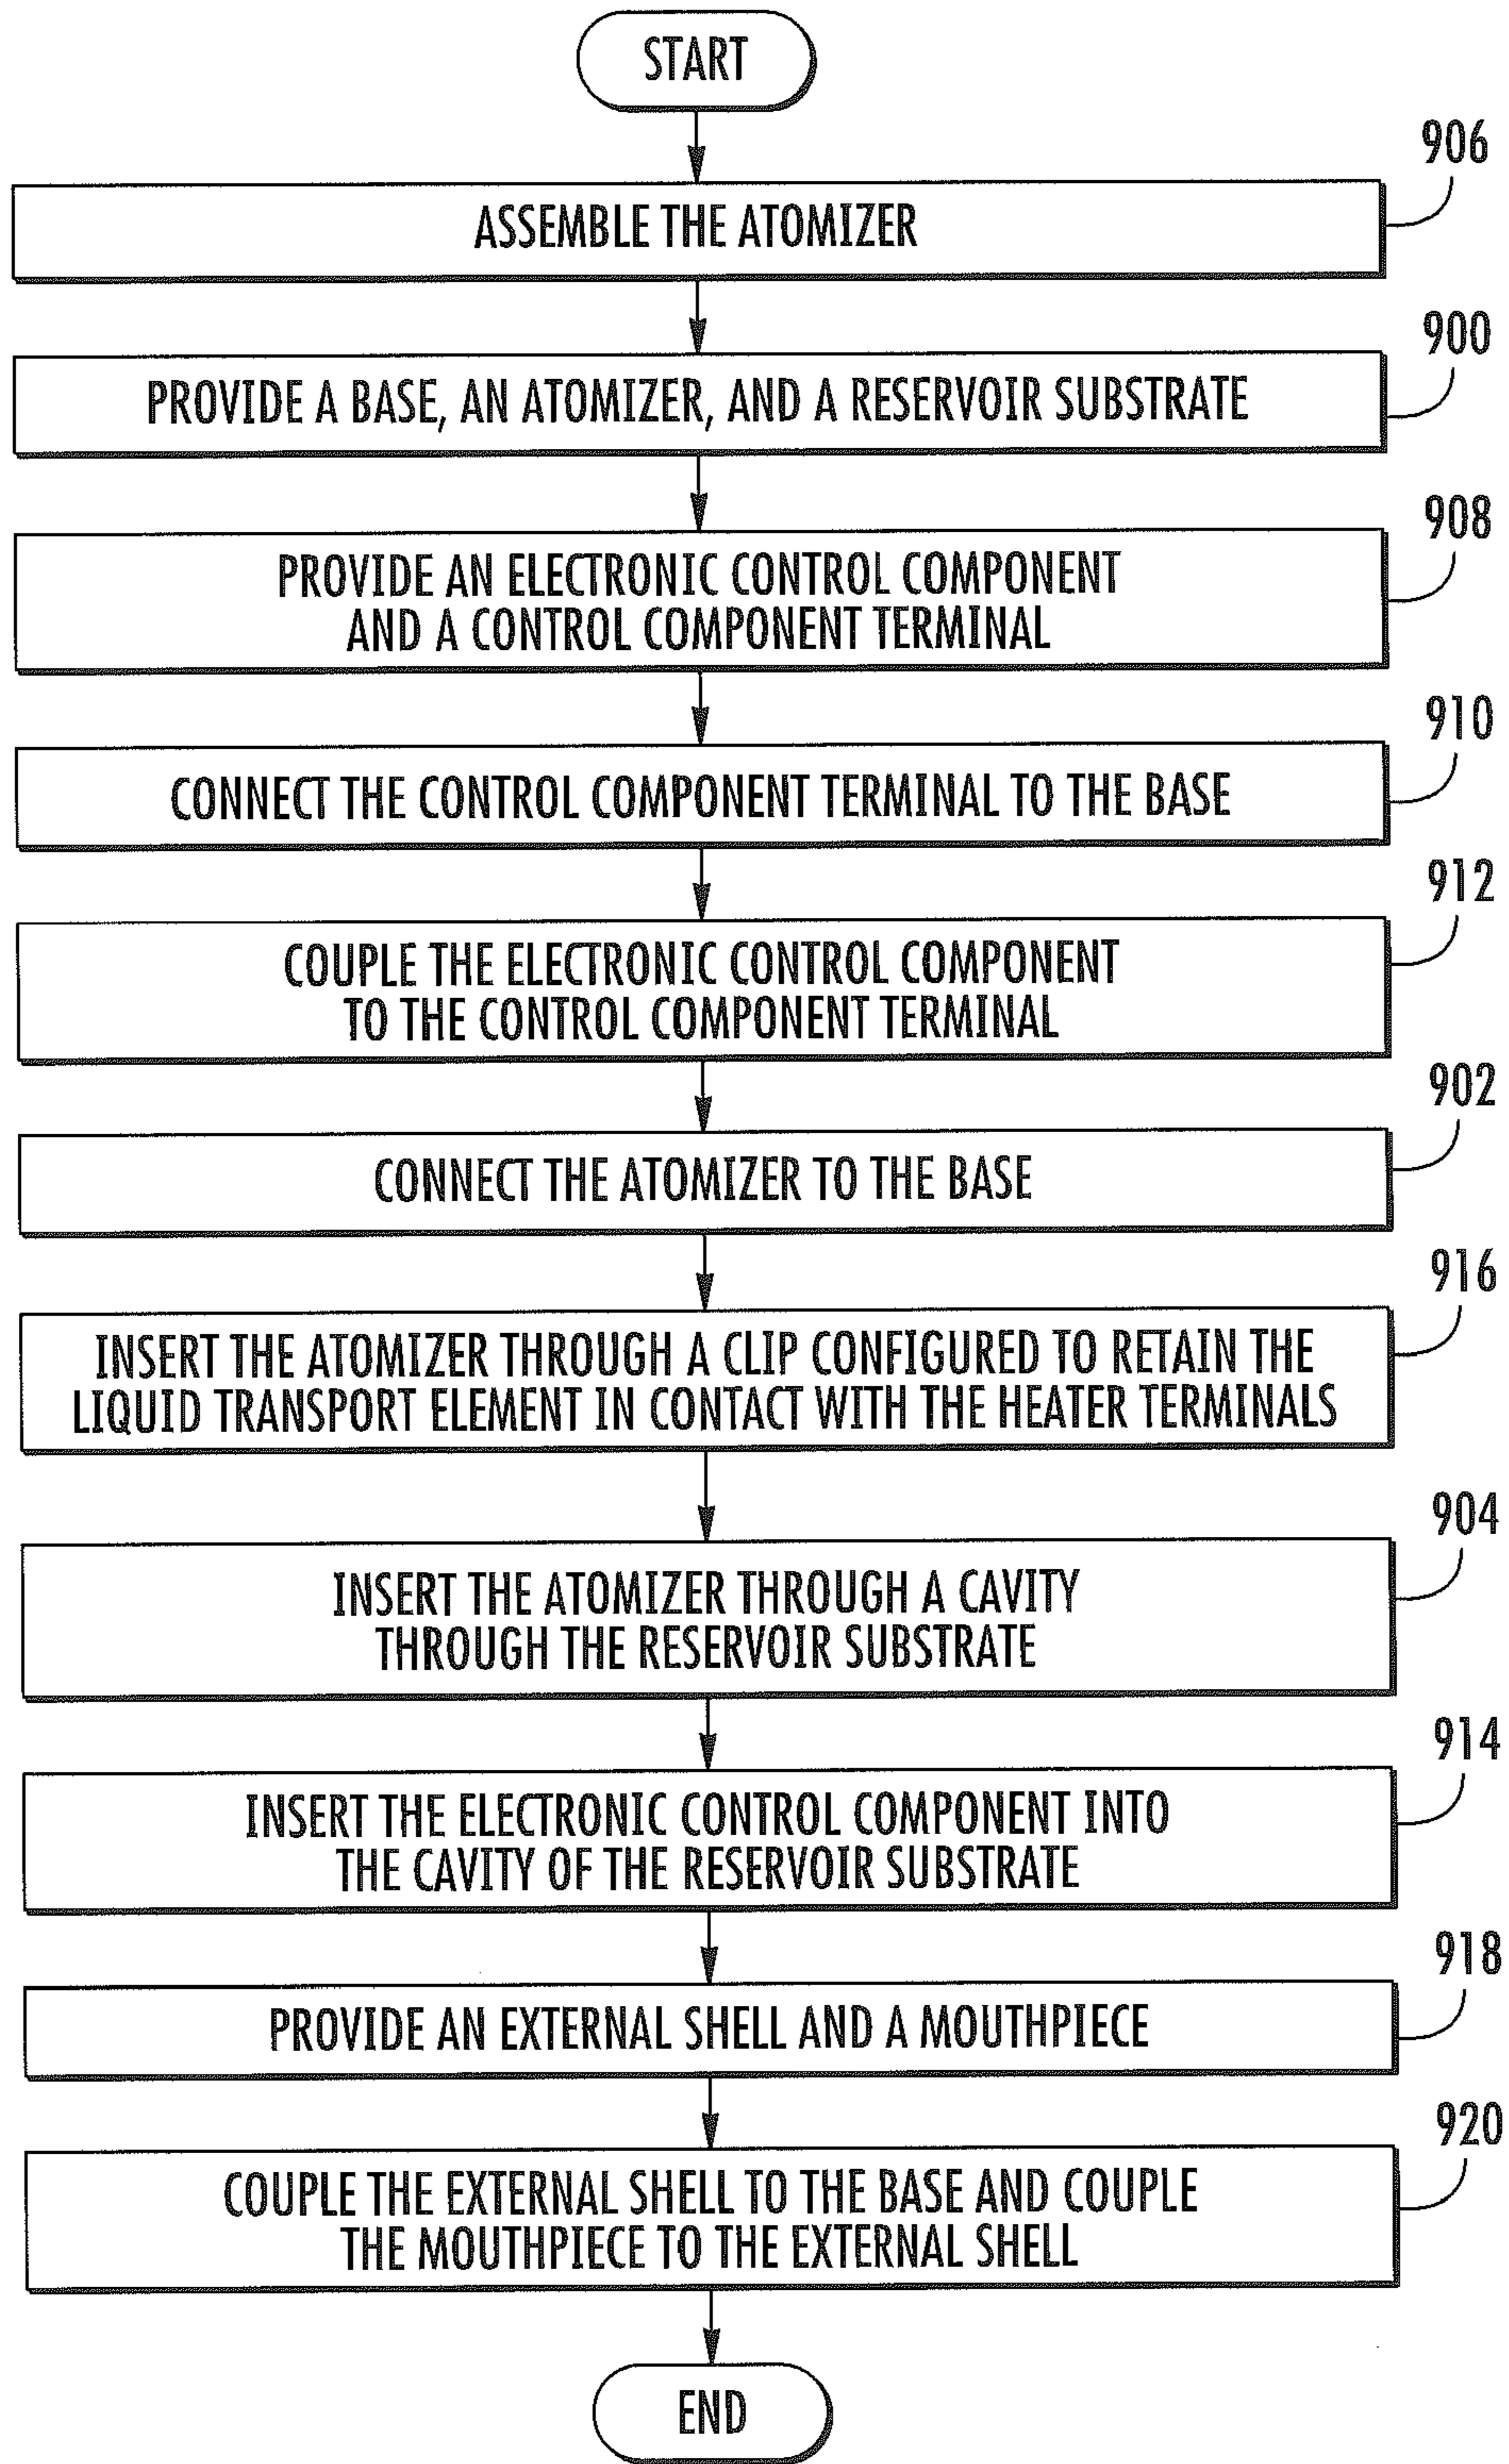 START
906
ASSEMBLE THE ATOMIZER
900
PROVIDE A BASE, AN ATOMIZER, AND A RESERVOIR SUBSTRATE
908
PROVIDE AN ELECTRONIC CONTROL COMPONENT
AND A CONTROL COMPONENT TERMINAL
910
CONNECT THE CONTROL COMPONENT TERMINAL TO THE BASE
912
COUPLE THE ELECTRONIC CONTROL COMPONENT
TO THE CONTROL COMPONENT TERMINAL
902
CONNECT THE ATOMIZER TO THE BASE
916
INSERT THE ATOMIZER THROUGH A CLIP CONFIGURED TO RETAIN THE
LIQUID TRANSPORT ELEMENT IN CONTACT WITH THE HEATER TERMINALS
904
INSERT THE ATOMIZER THROUGH A CAVITY
THROUGH THE RESERVOIR SUBSTRATE
914
INSERT THE ELECTRONIC CONTROL COMPONENT INTO
THE CAVITY OF THE RESERVOIR SUBSTRATE
918
PROVIDE AN EXTERNAL SHELL AND A MOUTHPIECE
920
COUPLE THE EXTERNAL SHELL TO THE BASE AND COUPLE
THE MOUTHPIECE TO THE EXTERNAL SHELL
END